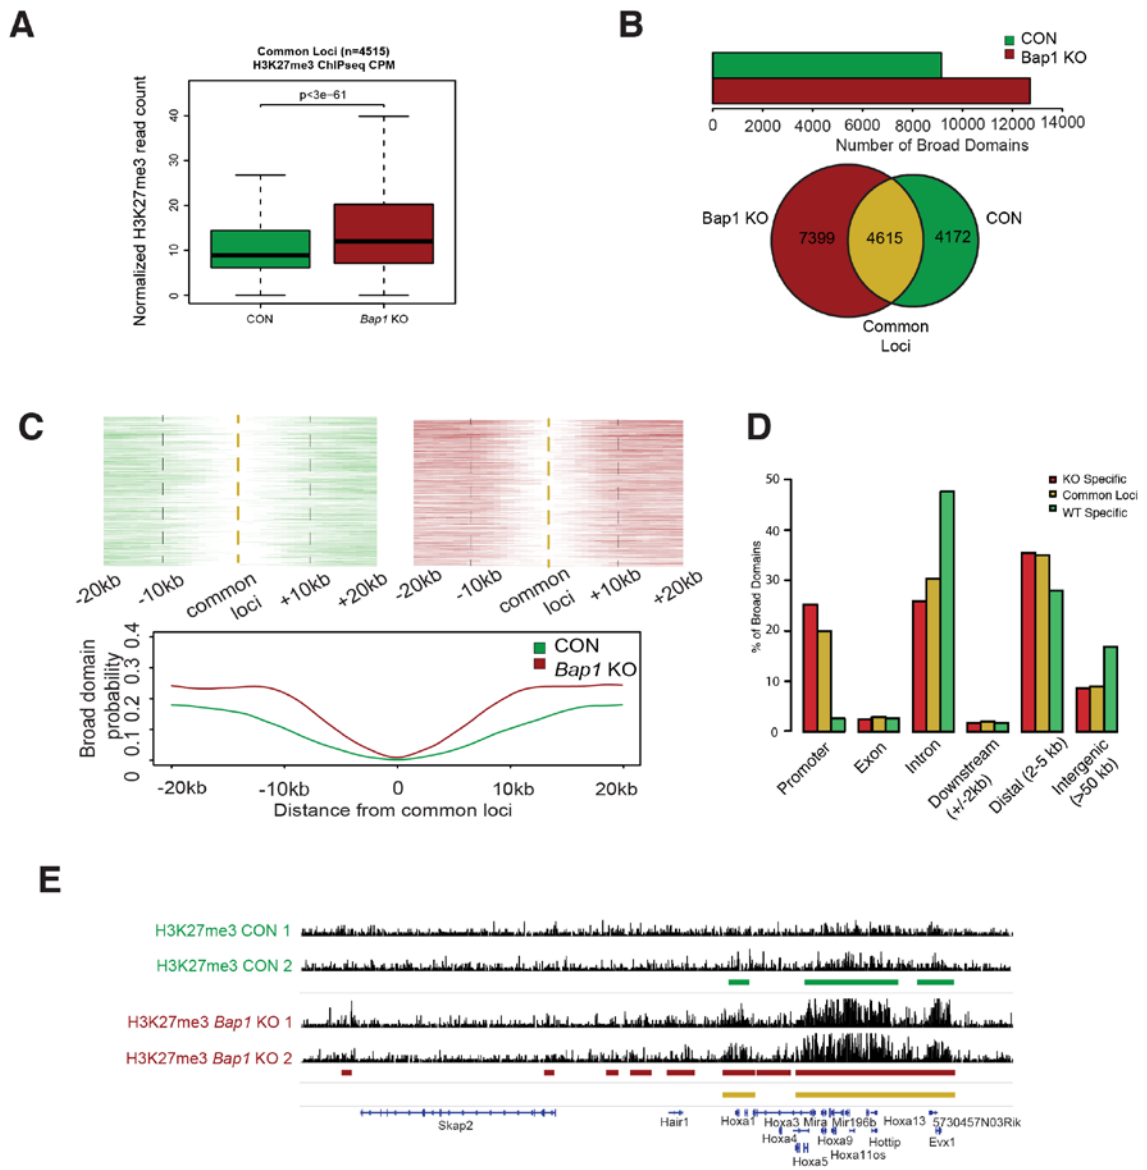 A
Common Loci (n=4515)
H3K27me3 ChIPseq CPM
p<3e−61
Normalized H3K27me3 read count
0
10
20
30
40
CON
Bap1 KO
B
CON
Bap1 KO
0 2000 4000 6000 8000 10000 12000 14000
Number of Broad Domains
Bap1 KO
CON
7399
4615
4172
Common
Loci
C
-20kb -10kb common loci +10kb +20kb
-20kb -10kb common loci +10kb +20kb
Broad domain
probability
0 0.1 0.2 0.3 0.4
CON
Bap1 KO
-20kb -10kb 0 10kb 20kb
Distance from common loci
D
KO Specific
Common Loci
WT Specific
% of Broad Domains
50
40
30
20
10
0
Promoter
Exon
Intron
Downstream
(+/-2kb)
Distal (2-5 kb)
Intergenic
(>50 kb)
E
H3K27me3 CON 1
H3K27me3 CON 2
H3K27me3 Bap1 KO 1
H3K27me3 Bap1 KO 2
Skap2
Hair1 Hoxa1 Hoxa3 Mira Mir196b Hoxa13 5730457N03Rik
Hoxa4 Hoxa9 Hottip Evx1
Hoxa5 Hoxa11os